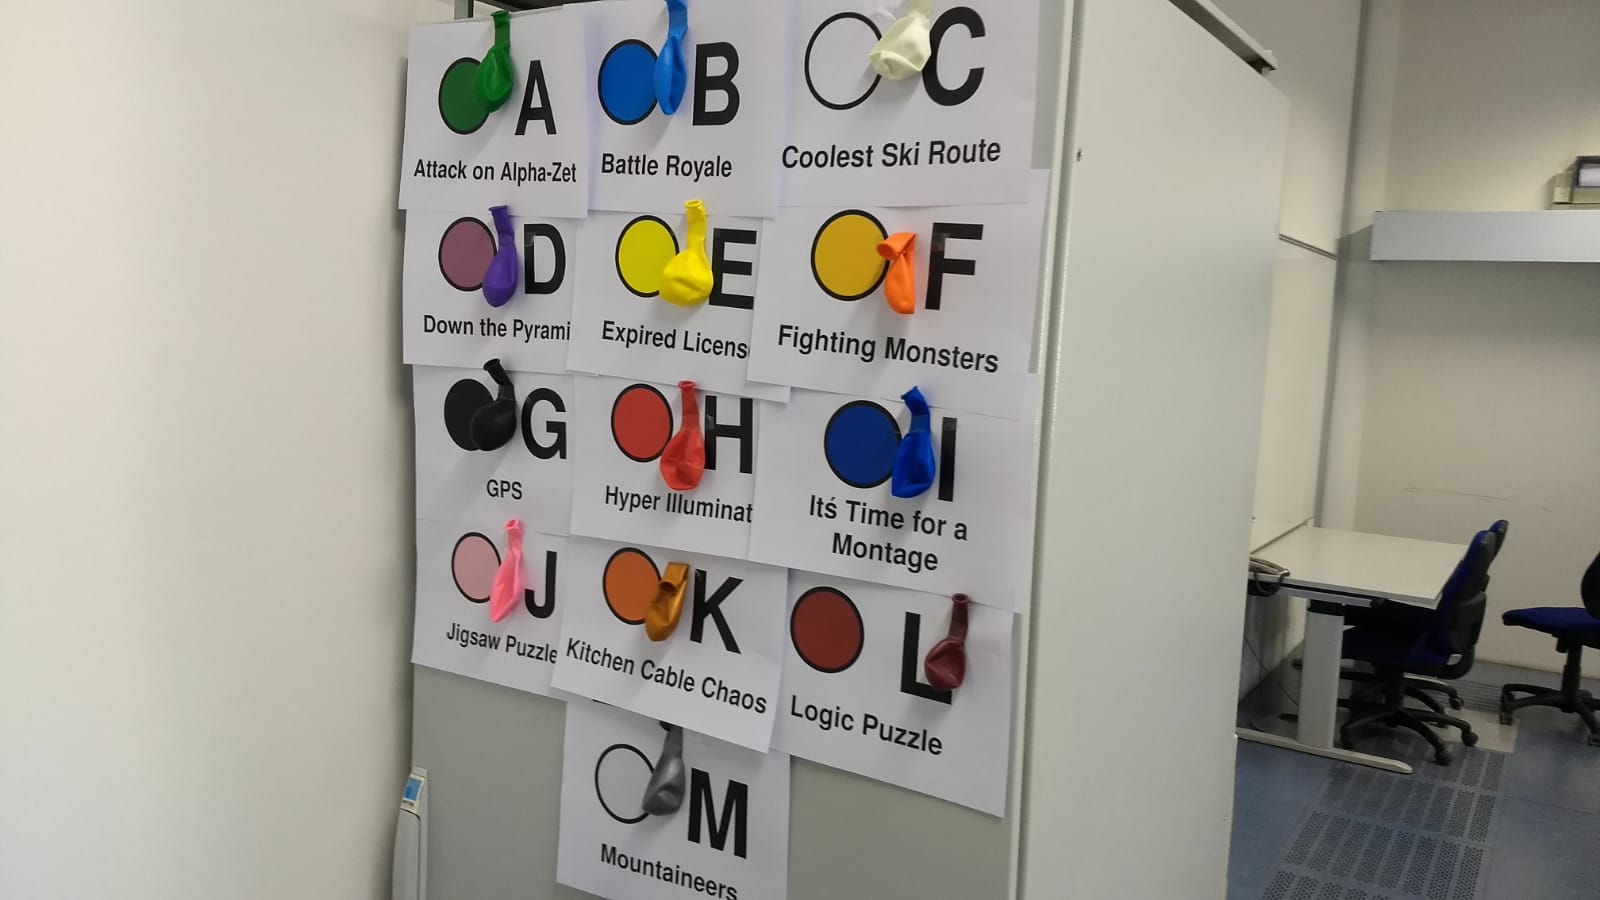 A
Attack on Alpha-Zet
B
Battle Royale
C
Coolest Ski Route
D
Down the Pyrami
E
Expired Licens
F
Fighting Monsters
G
GPS
H
Hyper Illuminat
I
Itś Time for a
Montage
J
Jigsaw Puzzle
K
Kitchen Cable Chaos
L
Logic Puzzle
M
Mountaineers